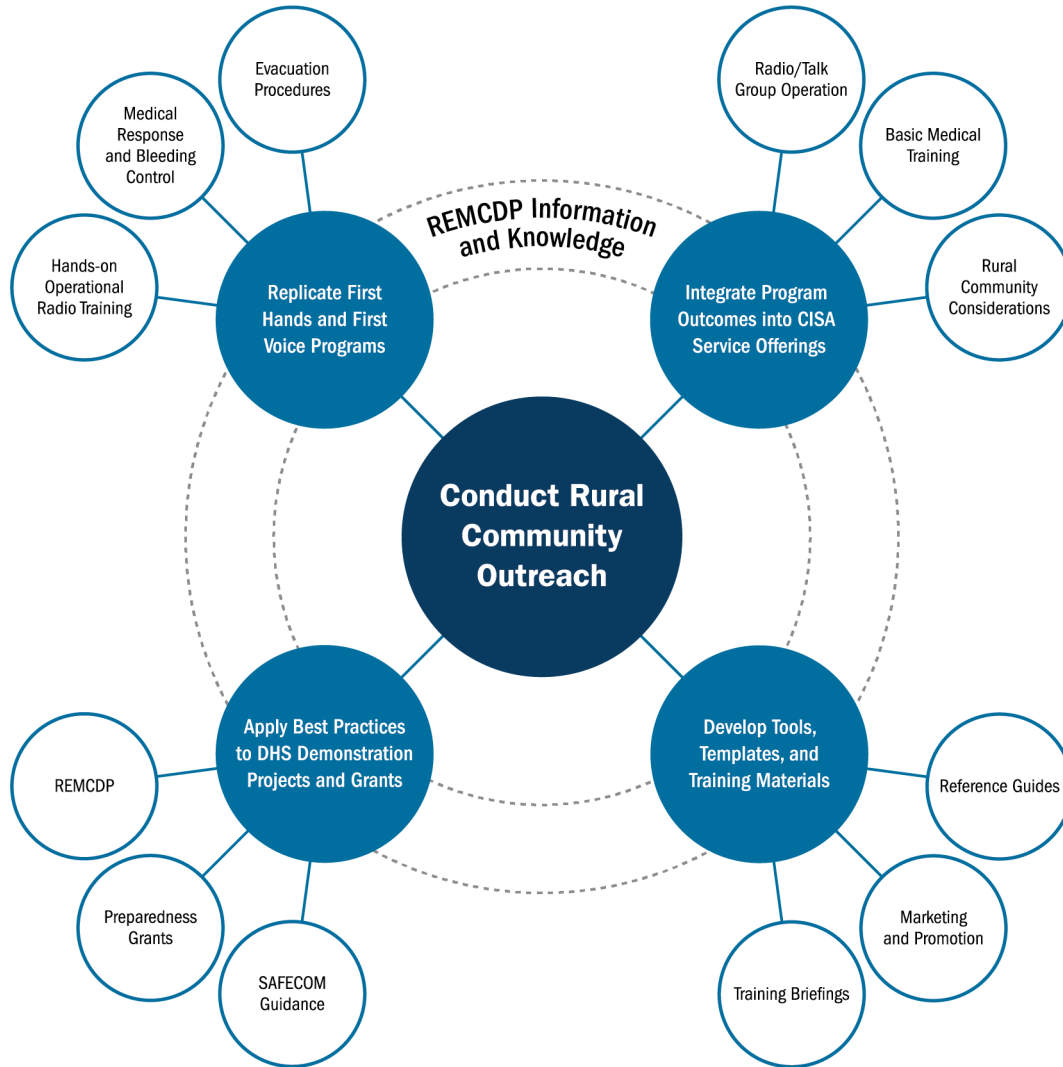 Evacuation
Procedures
Radio/Talk
Group Operation
Medical
Response
and Bleeding
Control
Basic Medical
Training
REMCDP Information
and Knowledge
Hands-on
Operational
Radio Training
Rural
Community
Considerations
Replicate First
Hands and First
Voice Programs
Integrate Program
Outcomes into CISA
Service Offerings
Conduct Rural
Community
Outreach
Apply Best Practices
to DHS Demonstration
Projects and Grants
Develop Tools,
Templates, and
Training Materials
REMCDP
Reference Guides
Preparedness
Grants
Marketing
and Promotion
SAFECOM
Guidance
Training Briefings